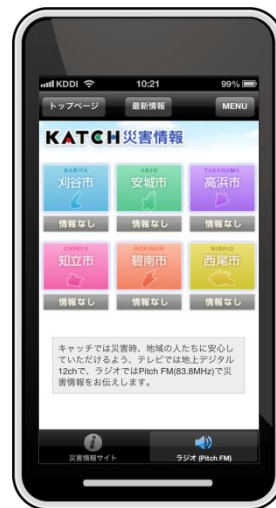 KDDI 10:21 99%
トップページ 最新情報 MENU
KATCH災害情報
KARIYA ANJO TAKAHAMA
刈谷市 安城市 高浜市
情報なし 情報なし 情報なし
CHIRYU HEKINAN NISHIO
知立市 碧南市 西尾市
情報なし 情報なし 情報なし
キャッチでは災害時、地域の人たちに安心し
ていただけるよう、テレビでは地上デジタル
12chで、ラジオではPitch FM(83.8MHz)で災
害情報をお伝えします。
災害情報サイト ラジオ (Pitch FM)